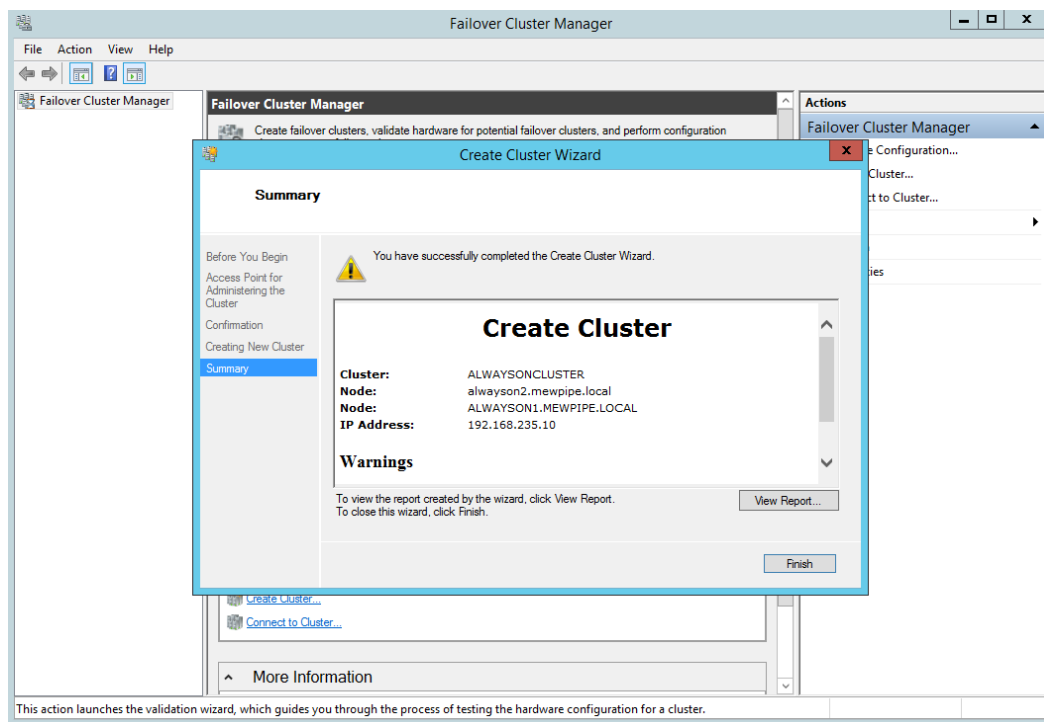 Failover Cluster Manager
File Action View Help
Failover Cluster Manager
Failover Cluster Manager
Create failover clusters, validate hardware for potential failover clusters, and perform configuration
Actions
Failover Cluster Manager
Configuration...
Cluster...
to Cluster...
Create Cluster Wizard
Summary
Before You Begin
Access Point for
Administering the
Cluster
Confirmation
Creating New Cluster
Summary
You have successfully completed the Create Cluster Wizard.
Create Cluster
Cluster: ALWAYSONCLUSTER
Node: alwayson2.mewpipe.local
Node: ALWAYSON1.MEWPIPE.LOCAL
IP Address: 192.168.235.10
Warnings
To view the report created by the wizard, click View Report.
To close this wizard, click Finish.
View Report...
Finish
Create Cluster...
Connect to Cluster...
More Information
This action launches the validation wizard, which guides you through the process of testing the hardware configuration for a cluster.